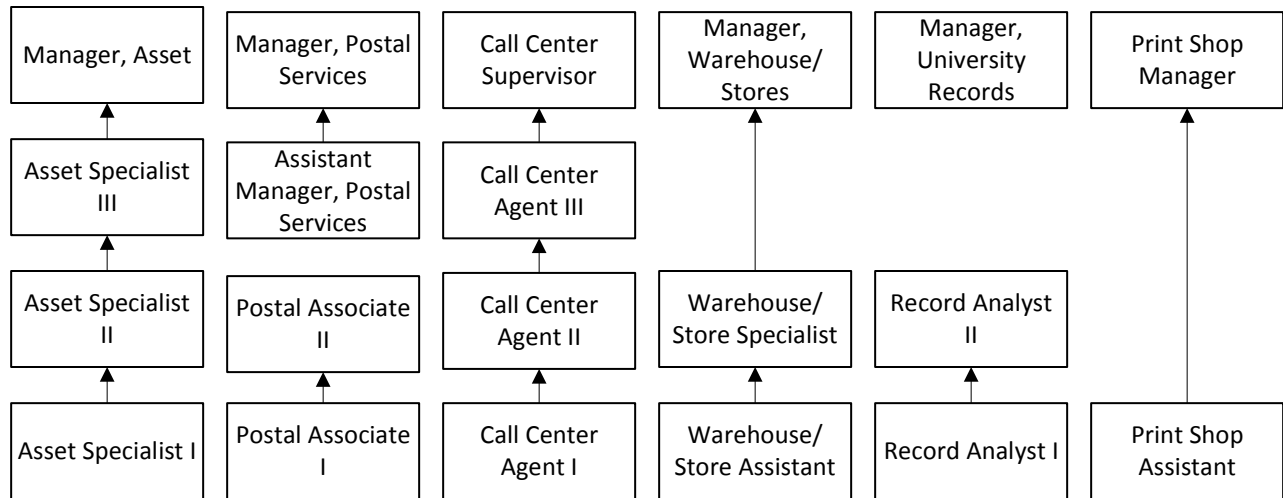 Manager, Asset
Manager, Postal
Services
Call Center
Supervisor
Manager,
Warehouse/
Stores
Manager,
University
Records
Print Shop
Manager
Asset Specialist
III
Assistant
Manager, Postal
Services
Call Center
Agent III
Asset Specialist
II
Postal Associate
II
Call Center
Agent II
Warehouse/
Store Specialist
Record Analyst
II
Asset Specialist I
Postal Associate
I
Call Center
Agent I
Warehouse/
Store Assistant
Record Analyst I
Print Shop
Assistant